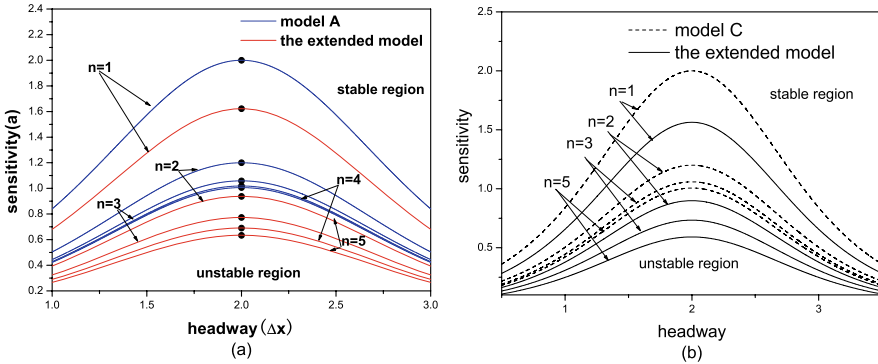 2.4
2.2
2.0
1.8
1.6
1.4
1.2
1.0
0.8
0.6
0.4
0.2
sensitivity(a)
model A
the extended model
n=1
stable region
n=2
n=3
n=4
n=5
unstable region
1.0 1.5 2.0 2.5 3.0
headway(Δx)
(a)
2.5
2.0
1.5
1.0
0.5
sensitivity
model C
the extended model
stable region
n=1
n=2
n=3
n=5
unstable region
1 2 3
headway
(b)